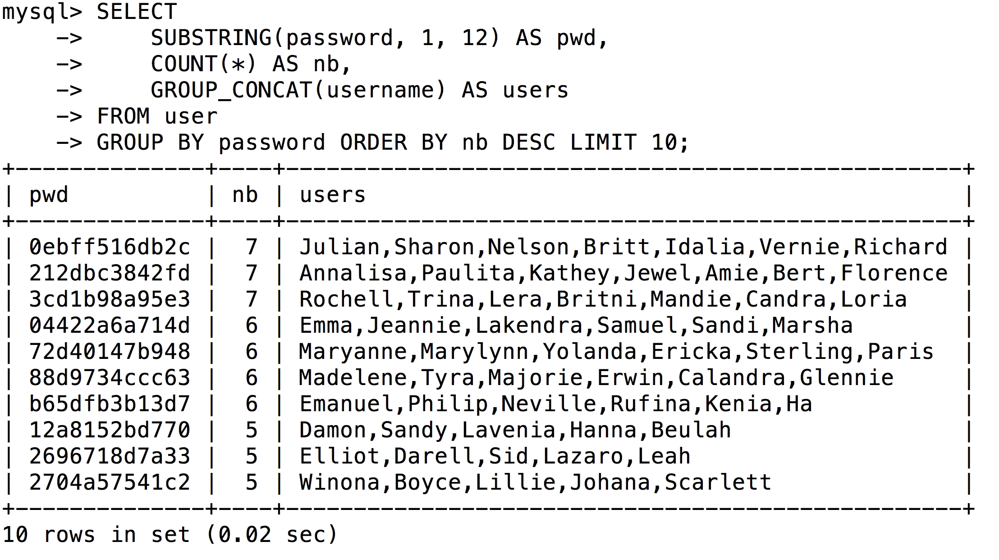 mysql> SELECT
    ->     SUBSTRING(password, 1, 12) AS pwd,
    ->     COUNT(*) AS nb,
    ->     GROUP_CONCAT(username) AS users
    -> FROM user
    -> GROUP BY password ORDER BY nb DESC LIMIT 10;
+--------------+----+--------------------------------------------------+
| pwd          | nb | users                                            |
+--------------+----+--------------------------------------------------+
| 0ebff516db2c |  7 | Julian,Sharon,Nelson,Britt,Idalia,Vernie,Richard |
| 212dbc3842fd |  7 | Annalisa,Paulita,Kathey,Jewel,Amie,Bert,Florence |
| 3cd1b98a95e3 |  7 | Rochell,Trina,Lera,Britni,Mandie,Candra,Loria    |
| 04422a6a714d |  6 | Emma,Jeannie,Lakendra,Samuel,Sandi,Marsha        |
| 72d40147b948 |  6 | Maryanne,Marylynn,Yolanda,Ericka,Sterling,Paris  |
| 88d9734ccc63 |  6 | Madelene,Tyra,Majorie,Erwin,Calandra,Glennie     |
| b65dfb3b13d7 |  6 | Emanuel,Philip,Neville,Rufina,Kenia,Ha           |
| 12a8152bd770 |  5 | Damon,Sandy,Lavenia,Hanna,Beulah                 |
| 2696718d7a33 |  5 | Elliot,Darell,Sid,Lazaro,Leah                    |
| 2704a57541c2 |  5 | Winona,Boyce,Lillie,Johana,Scarlett              |
+--------------+----+--------------------------------------------------+
10 rows in set (0.02 sec)